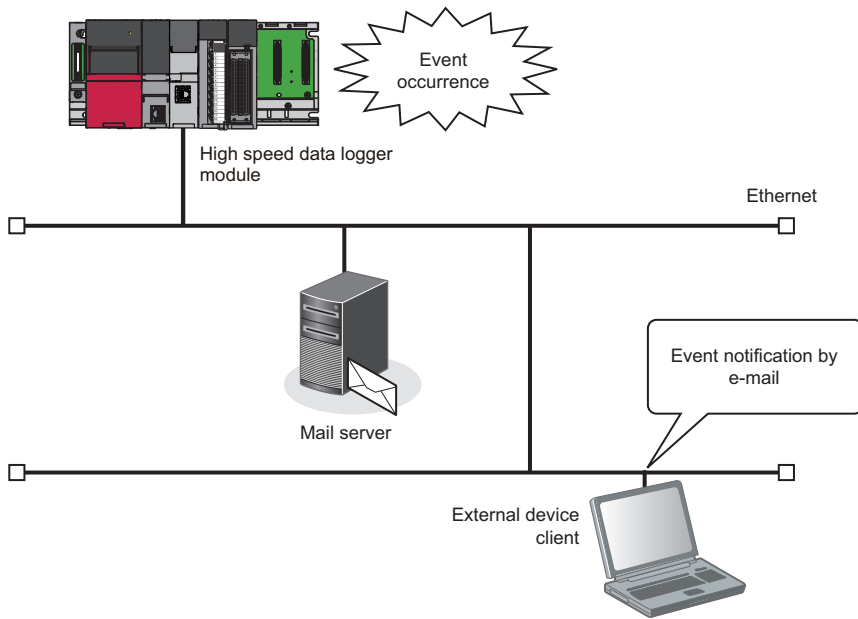 Event
occurrence
High speed data logger
module
Ethernet
Event notification by
e-mail
Mail server
External device
client